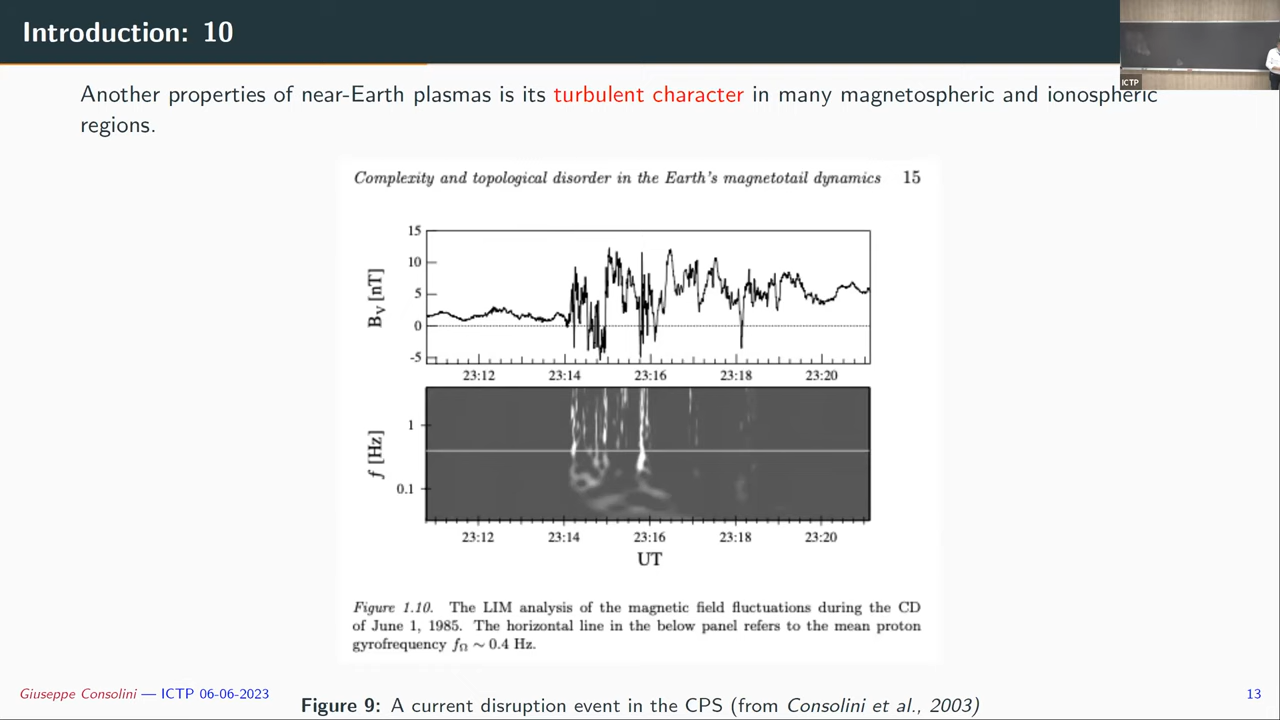 Introduction: 10
ICTP
Another properties of near-Earth plasmas is its turbulent character in many magnetospheric and ionospheric
regions.
Complexity and topological disorder in the Earth's magnetotail dynamics 15
15
10
5
0
-5
BV [nT]
23:12 23:14 23:16 23:18 23:20
1
0.1
f [Hz]
23:12 23:14 23:16 23:18 23:20
UT
Figure 1.10. The LIM analysis of the magnetic field fluctuations during the CD
of June 1, 1985. The horizontal line in the below panel refers to the mean proton
gyrofrequency fΩ ∼ 0.4 Hz.
Figure 9: A current disruption event in the CPS (from Consolini et al., 2003)
Giuseppe Consolini — ICTP 06-06-2023
13